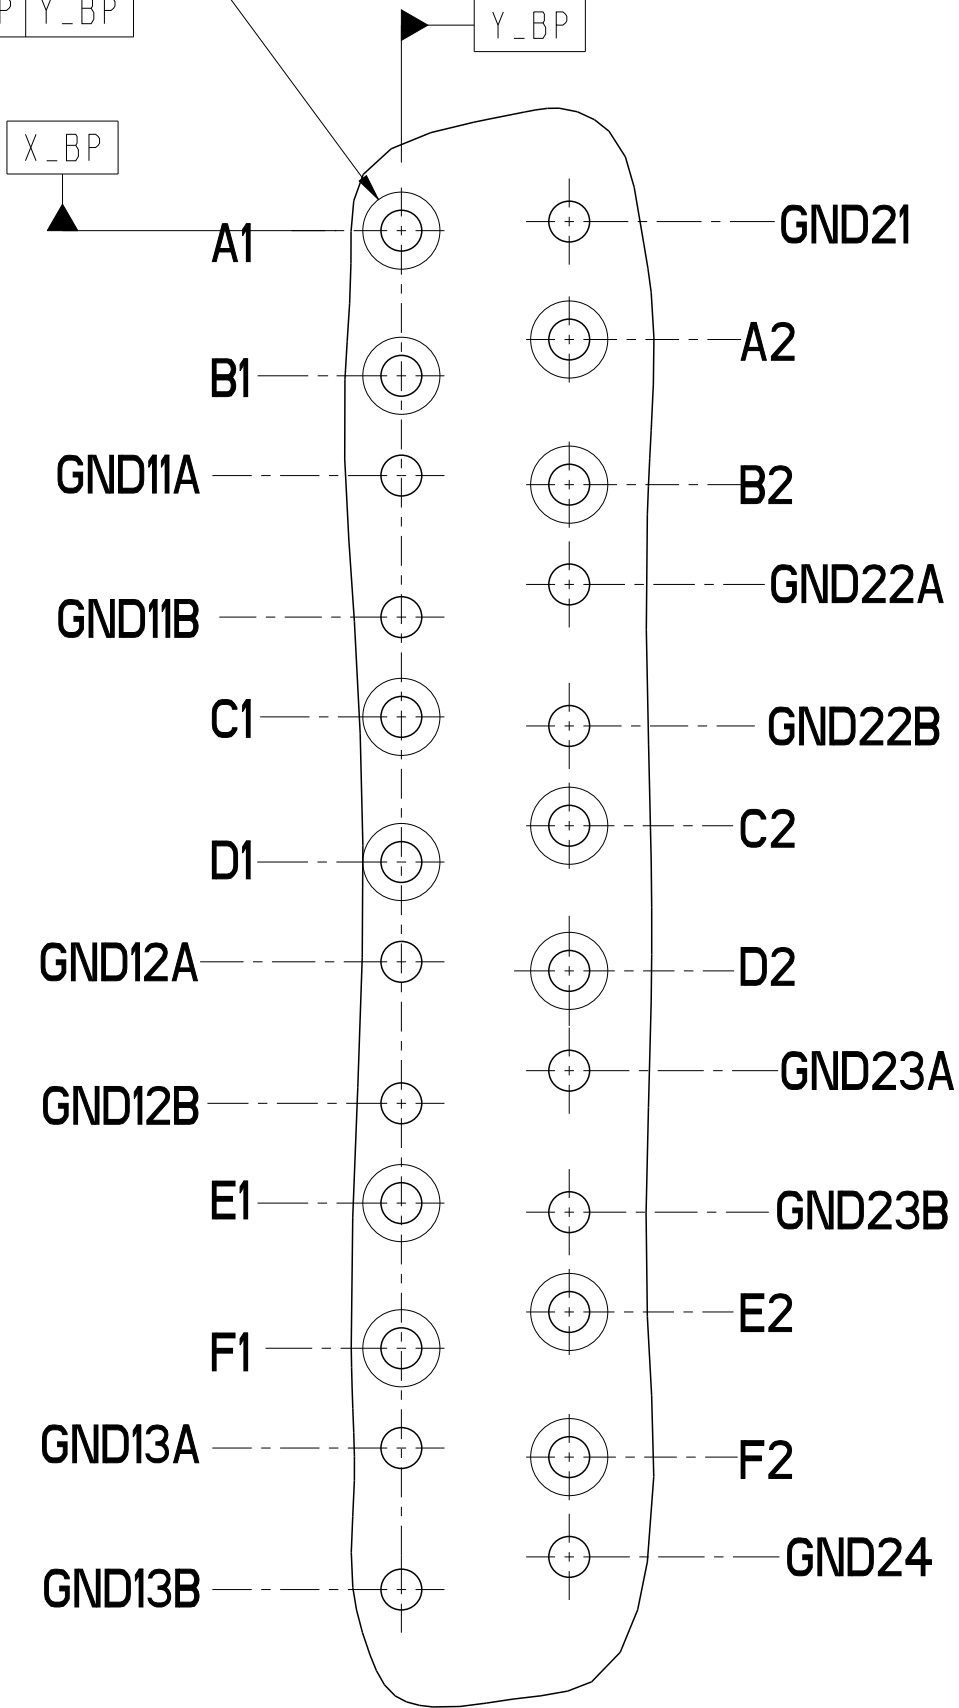 P Y_BP
Y_BP
X_BP
A1
GND21
A2
B1
GND11A
B2
GND22A
GND11B
C1
GND22B
C2
D1
GND12A
D2
GND23A
GND12B
E1
GND23B
E2
F1
GND13A
F2
GND24
GND13B